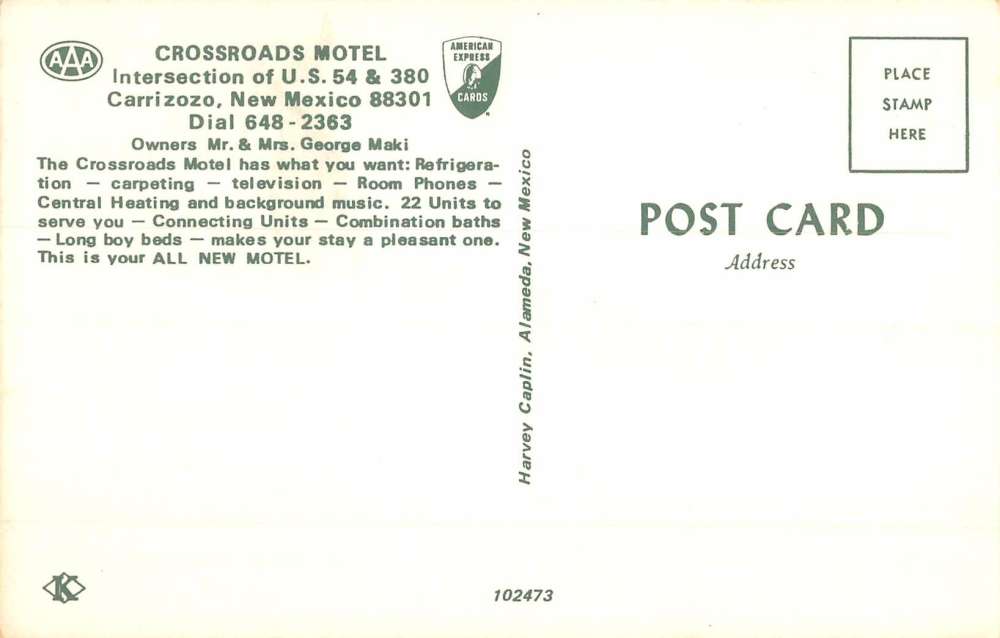 AAA
CROSSROADS MOTEL
Intersection of U.S. 54 & 380
Carrizozo, New Mexico 88301
Dial 648-2363
Owners Mr. & Mrs. George Maki
The Crossroads Motel has what you want: Refrigera-
tion — carpeting — television — Room Phones —
Central Heating and background music. 22 Units to
serve you — Connecting Units — Combination baths
— Long boy beds — makes your stay a pleasant one.
This is your ALL NEW MOTEL.
AMERICAN
EXPRESS
CARDS
Harvey Caplin, Alameda, New Mexico
PLACE
STAMP
HERE
POST CARD
Address
K
102473